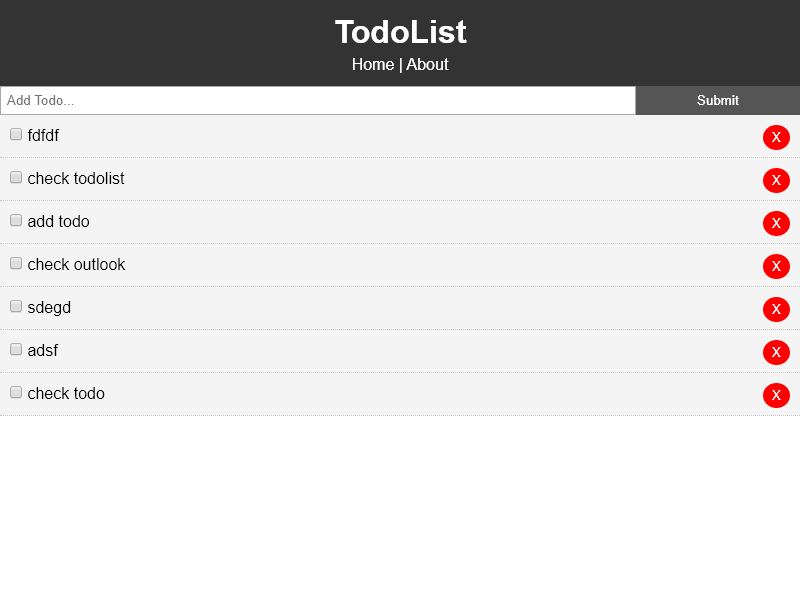 TodoList
Home | About
Add Todo... Submit
fdfdf X
check todolist X
add todo X
check outlook X
sdegd X
adsf X
check todo X